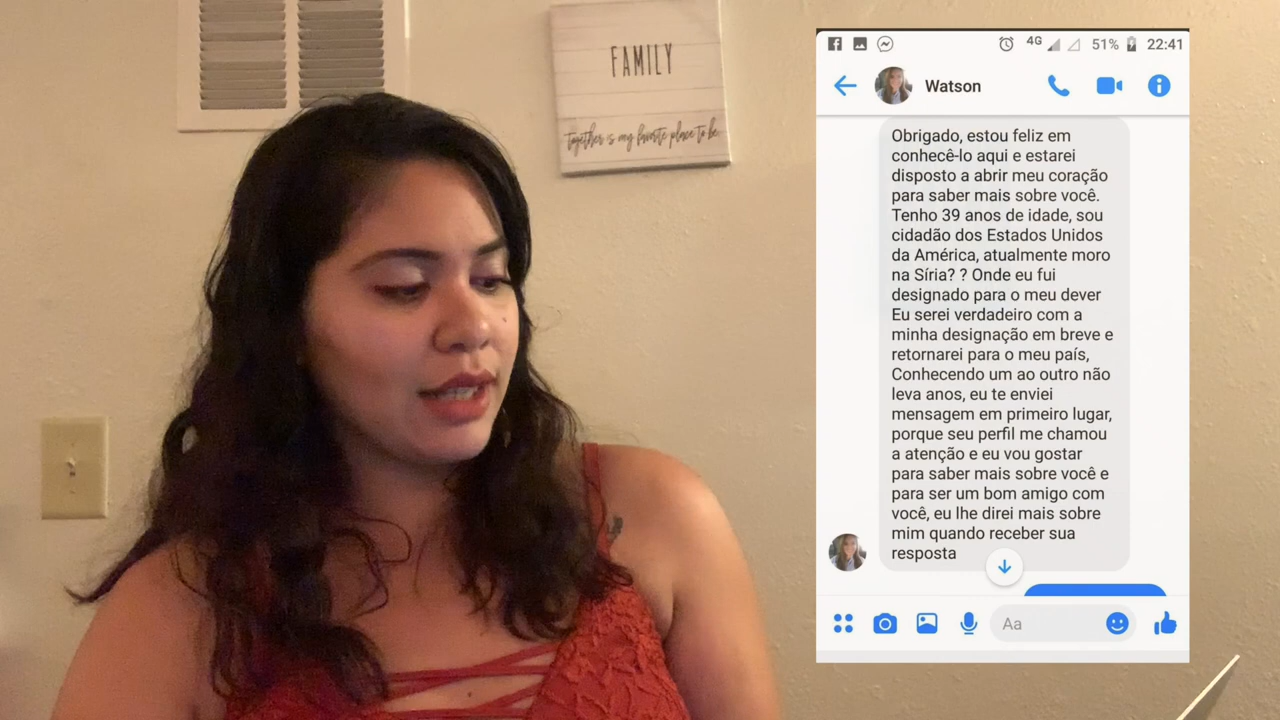 FAMILY
together is my favorite place to be.
4G 51% 22:41
Watson
Obrigado, estou feliz em
conhecê-lo aqui e estarei
disposto a abrir meu coração
para saber mais sobre você.
Tenho 39 anos de idade, sou
cidadão dos Estados Unidos
da América, atualmente moro
na Síria? ? Onde eu fui
designado para o meu dever
Eu serei verdadeiro com a
minha designação em breve e
retornarei para o meu país,
Conhecendo um ao outro não
leva anos, eu te enviei
mensagem em primeiro lugar,
porque seu perfil me chamou
a atenção e eu vou gostar
para saber mais sobre você e
para ser um bom amigo com
você, eu lhe direi mais sobre
mim quando receber sua
resposta
Aa